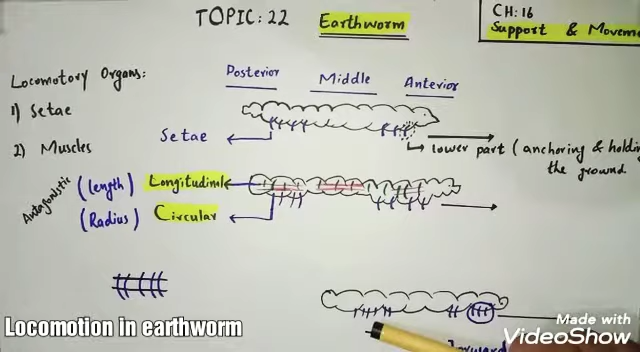 TOPIC: 22 Earthworm
CH: 16
Support & Moveme
Locomotory Organs:
Posterior Middle Anterior
1) Setae
2) Muscles
Setae
lower part (anchoring & holdin
the ground
Antagonistic
(length) Longitudinal
(Radius) Circular
Locomotion in earthworm
Made with
VideoShow